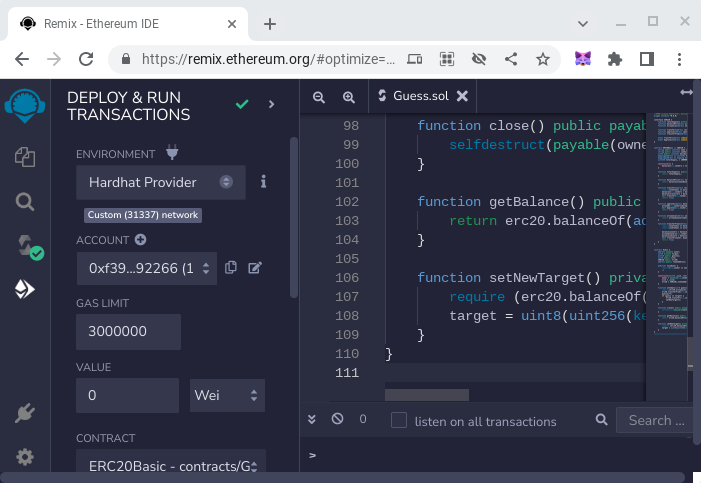 Remix - Ethereum IDE
https://remix.ethereum.org/#optimize=…
DEPLOY & RUN
TRANSACTIONS
ENVIRONMENT
Hardhat Provider
Custom (31337) network
ACCOUNT
0xf39...92266 (1
GAS LIMIT
3000000
VALUE
0
Wei
CONTRACT
ERC20Basic - contracts/G
Guess.sol
98 function close() public payab
99 selfdestruct(payable(owne
100 }
101
102 function getBalance() public
103 return erc20.balanceOf(ad
104 }
105
106 function setNewTarget() priva
107 require (erc20.balanceOf(
108 target = uint8(uint256(ke
109 }
110 }
111
0
listen on all transactions
Search ...
>